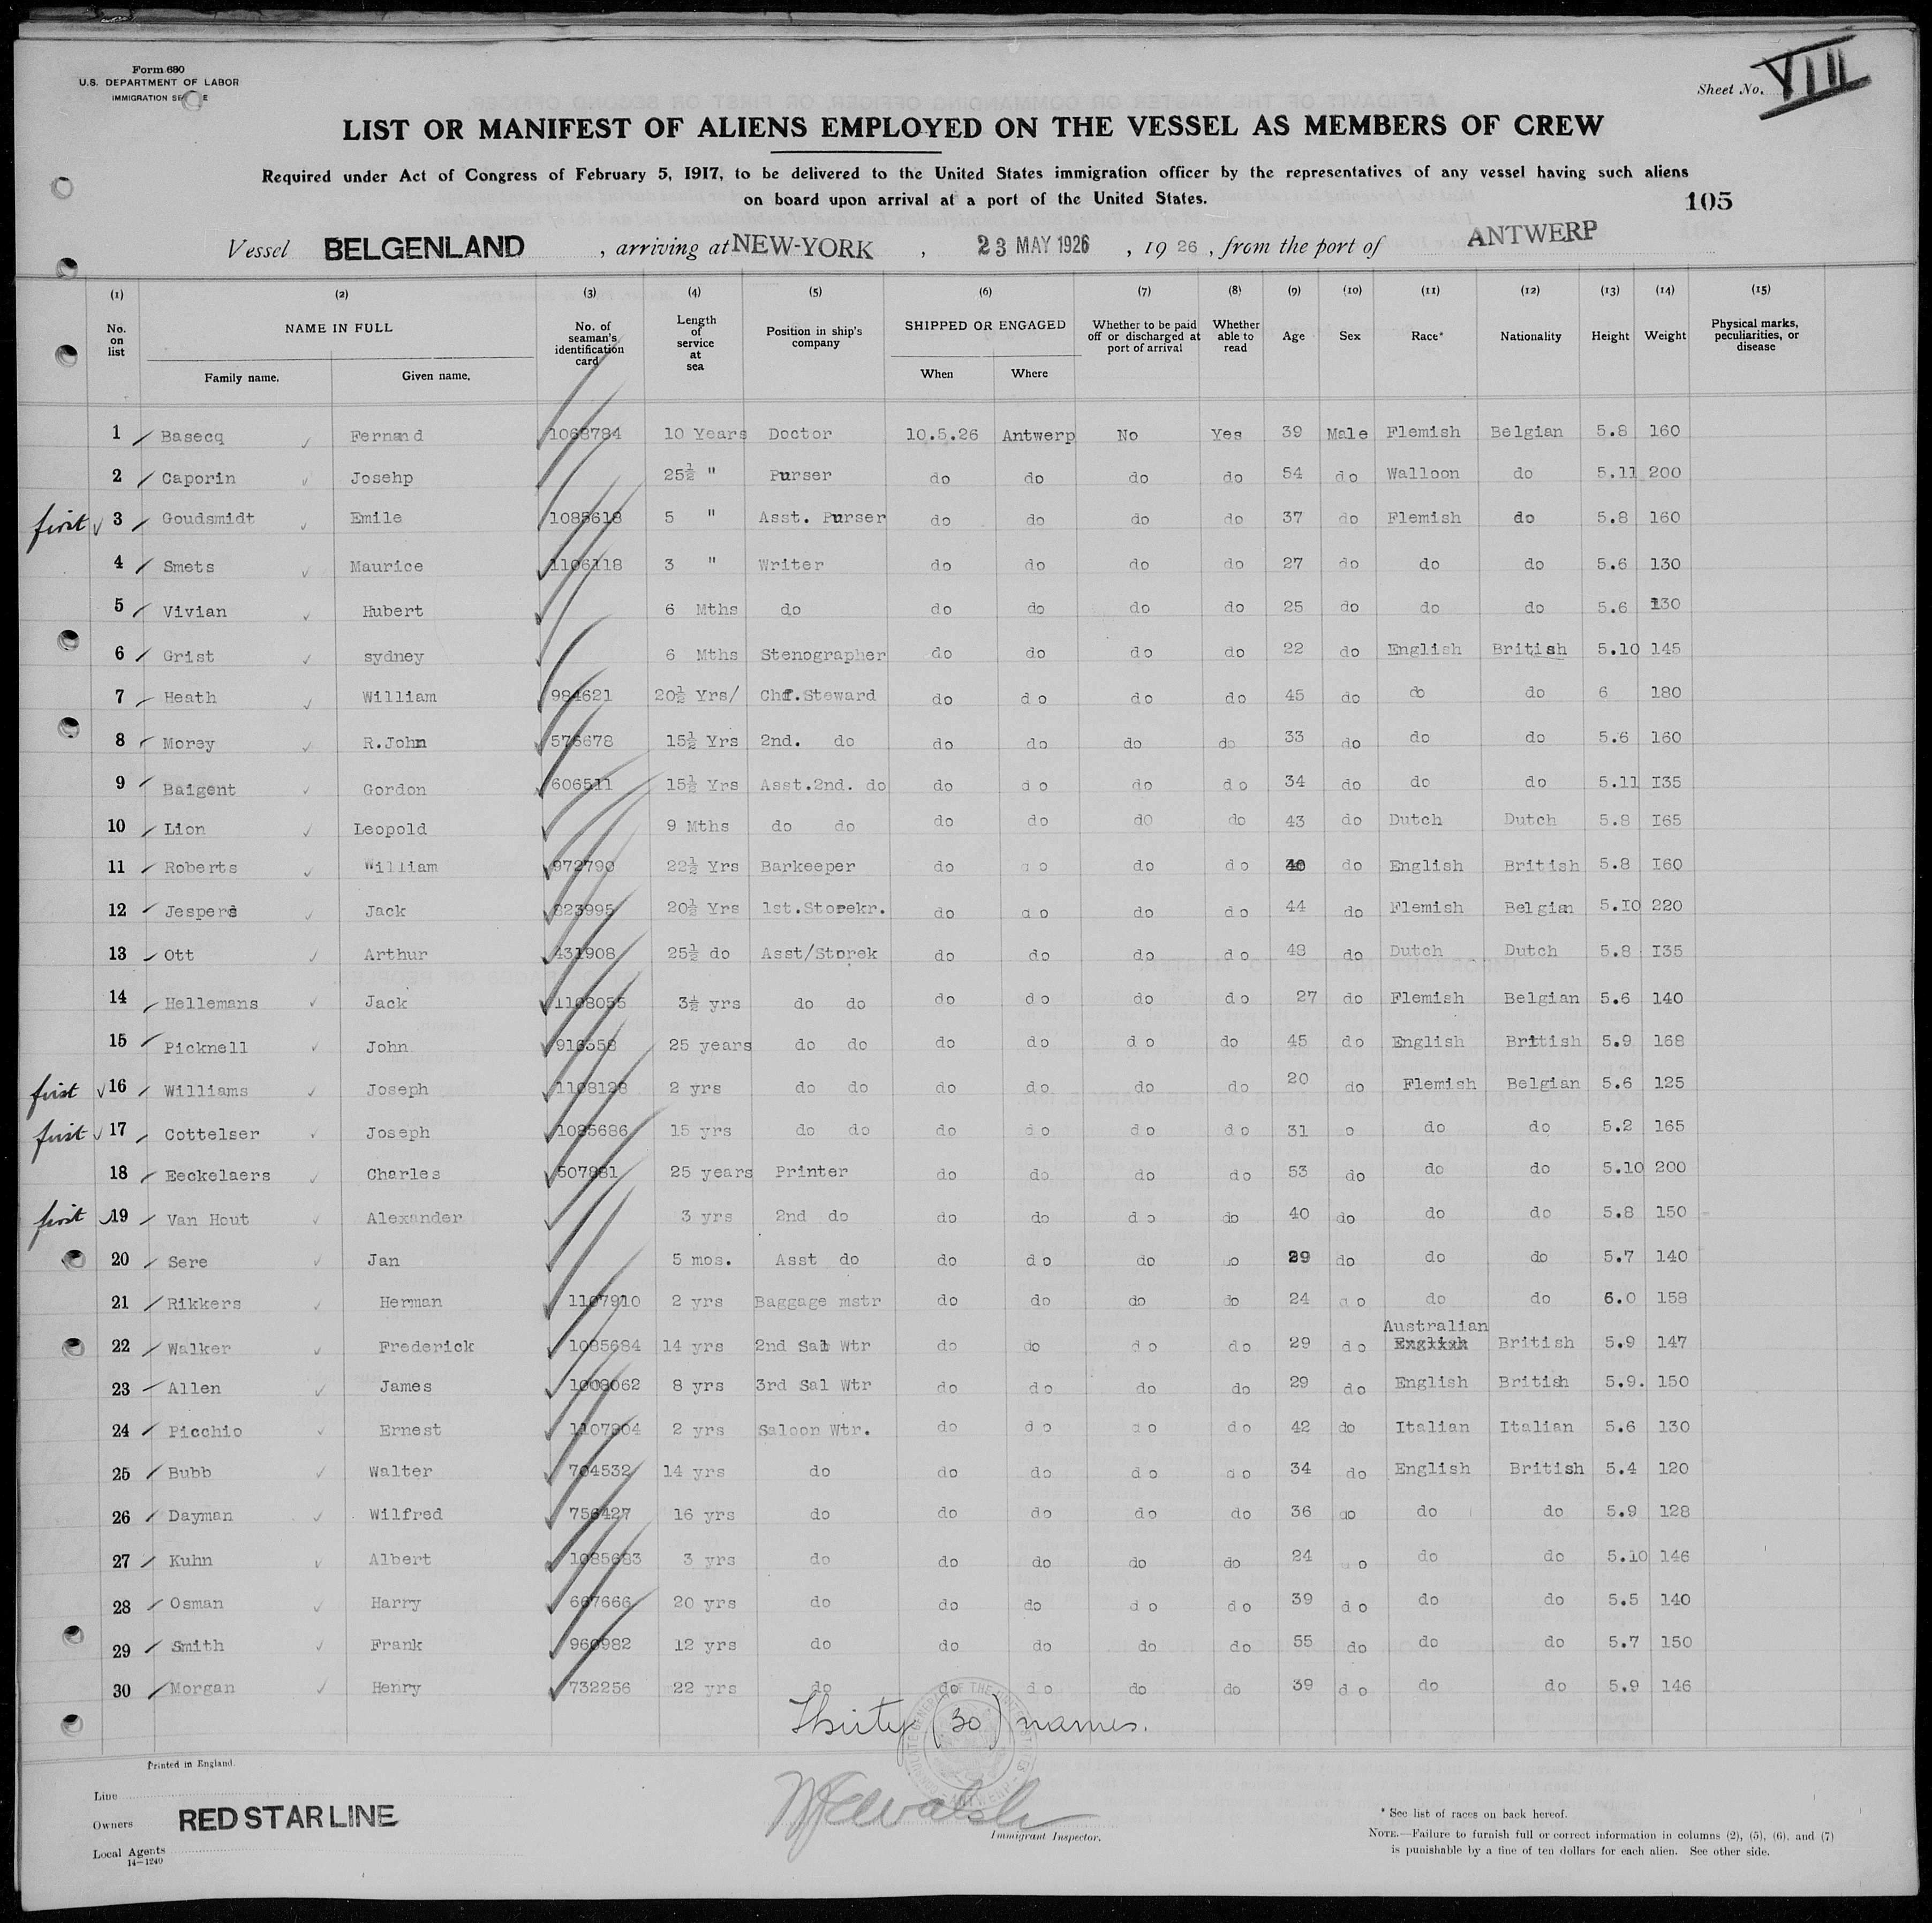 Form 680
U.S. DEPARTMENT OF LABOR
IMMIGRATION SE E
Sheet No. VIII
LIST OR MANIFEST OF ALIENS EMPLOYED ON THE VESSEL AS MEMBERS OF CREW
Required under Act of Congress of February 5, 1917, to be delivered to the United States immigration officer by the representatives of any vessel having such aliens
on board upon arrival at a port of the United States.
105
Vessel BELGENLAND , arriving at NEW-YORK , 23 MAY 1926 , 1926 , from the port of ANTWERP
(1) (2) (3) (4) (5) (6) (7) (8) (9) (10) (11) (12) (13) (14) (15)
No. on list NAME IN FULL Family name. Given name. No. of seaman's identification card Length of service at sea Position in ship's company SHIPPED OR ENGAGED When Where Whether to be paid off or discharged at port of arrival Whether able to read Age Sex Race* Nationality Height Weight Physical marks, peculiarities, or disease
1 Basecq Fernand 1068784 10 Years Doctor 10.5.26 Antwerp No Yes 39 Male Flemish Belgian 5.8 160
2 Caporin Josehp 25½ " Purser do do do do 54 do Walloon do 5.11 200
first 3 Goudsmidt Emile 1085618 5 " Asst. Purser do do do do 37 do Flemish do 5.8 160
4 Smets Maurice 1106118 3 " Writer do do do do 27 do do do 5.6 130
5 Vivian Hubert 6 Mths do do do do do 25 do do do 5.6 130
6 Grist sydney 6 Mths Stenographer do do do do 22 do English British 5.10 145
7 Heath William 984621 20½ Yrs/ Chf.Steward do do do do 45 do do do 6 180
8 Morey R.John 576678 15½ Yrs 2nd. do do do do do 33 do do do 5.6 160
9 Baigent Gordon 606511 15½ Yrs Asst.2nd. do do do do do 34 do do do 5.11 I35
10 Lion Leopold 9 Mths do do do do do do 43 do Dutch Dutch 5.8 I65
11 Roberts William 972790 22½ Yrs Barkeeper do do do do 40 do English British 5.8 I60
12 Jespers Jack 823995 20½ Yrs 1st.Storekr. do do do do 44 do Flemish Belgian 5.I0 220
13 Ott Arthur 431908 25½ do Asst/Storek do do do do 48 do Dutch Dutch 5.8 I35
14 Hellemans Jack 1108055 3½ yrs do do do do do do 27 do Flemish Belgian 5.6 140
15 Picknell John 916558 25 years do do do do do do 45 do English British 5.9 168
first 16 Williams Joseph 1108128 2 yrs do do do do do do 20 do Flemish Belgian 5.6 125
first 17 Cottelser Joseph 1085686 15 yrs do do do do do do 31 o do do 5.2 165
18 Eeckelaers Charles 507881 25 years Printer do do do do 53 do do do 5.10 200
first 19 Van Hout Alexander 3 yrs 2nd do do do do do 40 do do do 5.8 150
20 Sere Jan 5 mos. Asst do do do do do 29 do do do 5.7 140
21 Rikkers Herman 1107910 2 yrs Baggage mstr do do do do 24 do do do 6.0 158
Australian
22 Walker Frederick 1085684 14 yrs 2nd Sal Wtr do do do do 29 do English British 5.9 147
23 Allen James 1008062 8 yrs 3rd Sal Wtr do do do do 29 do English British 5.9. 150
24 Picchio Ernest 1107804 2 yrs Saloon Wtr. do do do do 42 do Italian Italian 5.6 130
25 Bubb Walter 704532 14 yrs do do do do do 34 do English British 5.4 120
26 Dayman Wilfred 756427 16 yrs do do do do do 36 do do do 5.9 128
27 Kuhn Albert 1085683 3 yrs do do do do do 24 do do do 5.10 146
28 Osman Harry 667666 20 yrs do do do do do 39 do do do 5.5 140
29 Smith Frank 960982 12 yrs do do do do do 55 do do do 5.7 150
30 Morgan Henry 732256 22 yrs do do do do do 39 do do do 5.9 146
Thirty (30) names.
Printed in England.
Line
Owners RED STAR LINE
Local Agents
14—1240
Immigrant Inspector.
* See list of races on back hereof.
NOTE.—Failure to furnish full or correct information in columns (2), (5), (6), and (7)
is punishable by a fine of ten dollars for each alien. See other side.